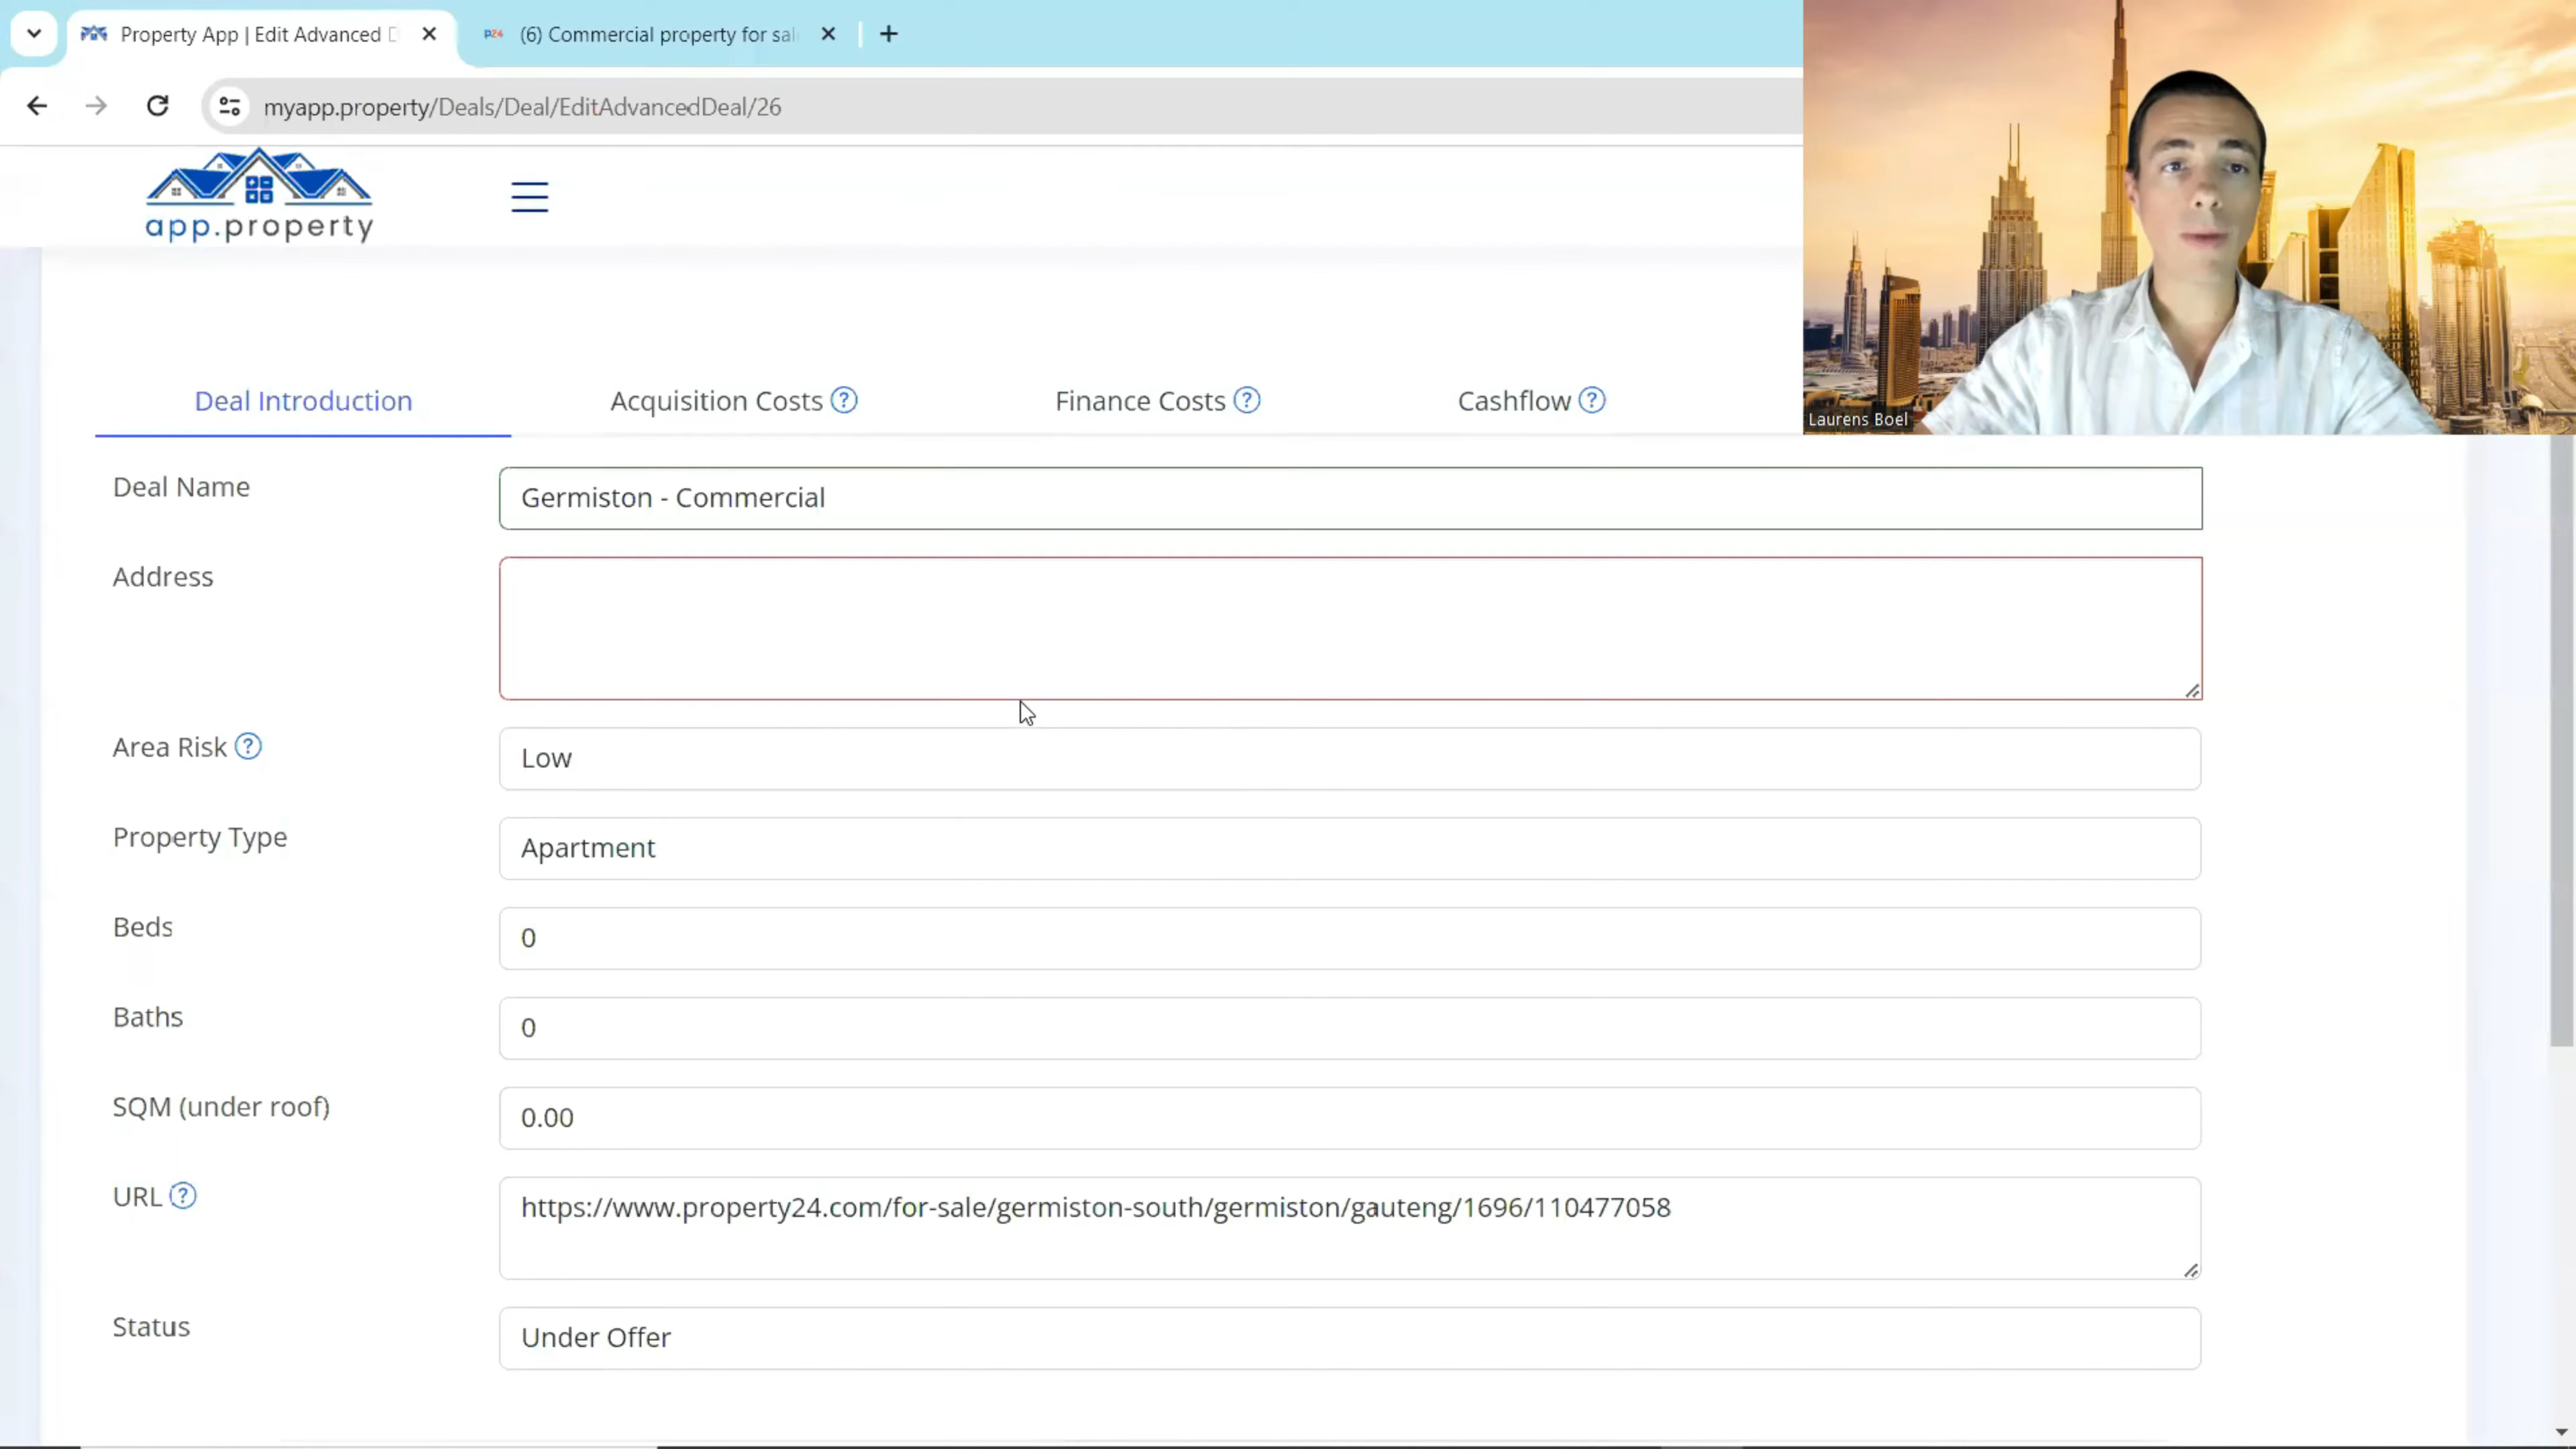 Property App | Edit Advanced D
P24 (6) Commercial property for sal
myapp.property/Deals/Deal/EditAdvancedDeal/26
app.property
Deal Introduction
Acquisition Costs ?
Finance Costs ?
Cashflow ?
Laurens Boel
Deal Name
Germiston - Commercial
Address
Area Risk ?
Low
Property Type
Apartment
Beds
0
Baths
0
SQM (under roof)
0.00
URL ?
https://www.property24.com/for-sale/germiston-south/germiston/gauteng/1696/110477058
Status
Under Offer